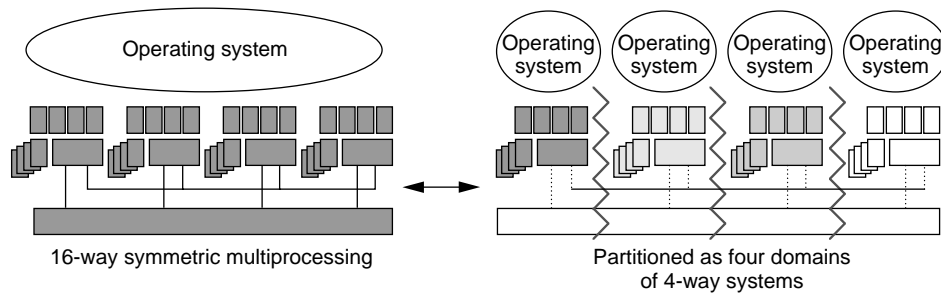 Operating system
Operating
system
Operating
system
Operating
system
Operating
system
16-way symmetric multiprocessing
Partitioned as four domains
of 4-way systems